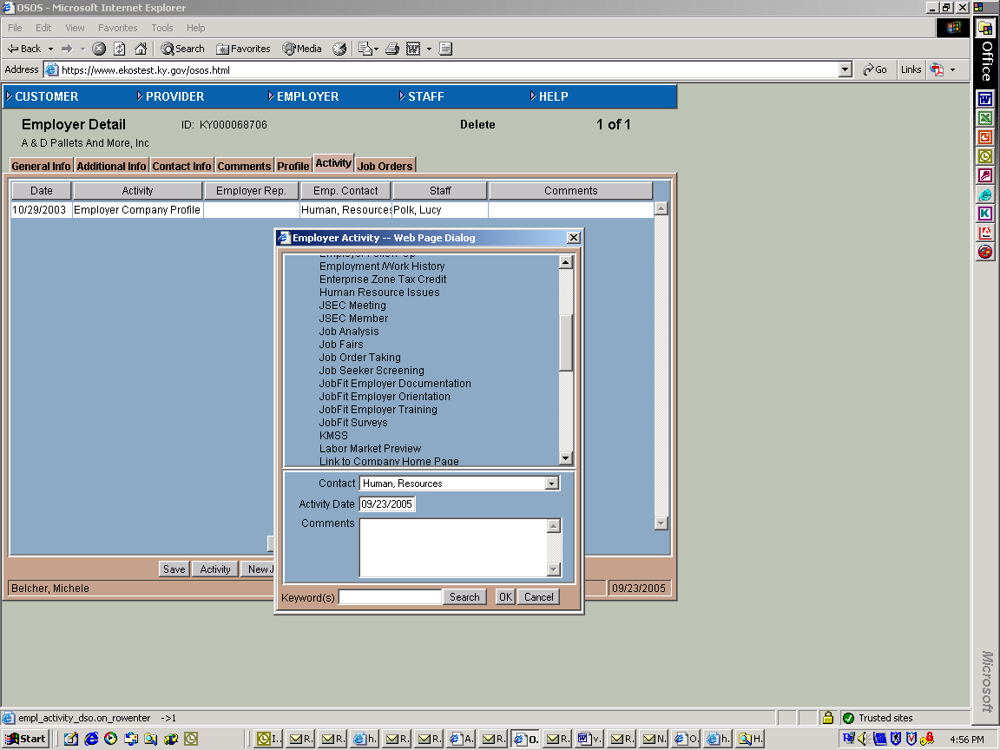 OSOS - Microsoft Internet Explorer
File Edit View Favorites Tools Help
Back Search Favorites Media
Address https://www.ekostest.ky.gov/osos.html Go Links
Office
CUSTOMER PROVIDER EMPLOYER STAFF HELP
Employer Detail ID: KY000068706 Delete 1 of 1
A & D Pallets And More, Inc
General Info Additional Info Contact Info Comments Profile Activity Job Orders
Date Activity Employer Rep. Emp. Contact Staff Comments
10/29/2003 Employer Company Profile Human, Resources Polk, Lucy
Employer Activity -- Web Page Dialog
Employer Follow-Up
Employment /Work History
Enterprise Zone Tax Credit
Human Resource Issues
JSEC Meeting
JSEC Member
Job Analysis
Job Fairs
Job Order Taking
Job Seeker Screening
JobFit Employer Documentation
JobFit Employer Orientation
JobFit Employer Training
JobFit Surveys
KMSS
Labor Market Preview
Link to Company Home Page
Contact Human, Resources
Activity Date 09/23/2005
Comments
Save Activity New J
Belcher, Michele 09/23/2005
Keyword(s) Search OK Cancel
Microsoft
empl_activity_dso.on_rowenter ->1 Trusted sites
Start I... R. R. h. R. R. A. R. O. R. v. R. N. O. h. H. 4:56 PM